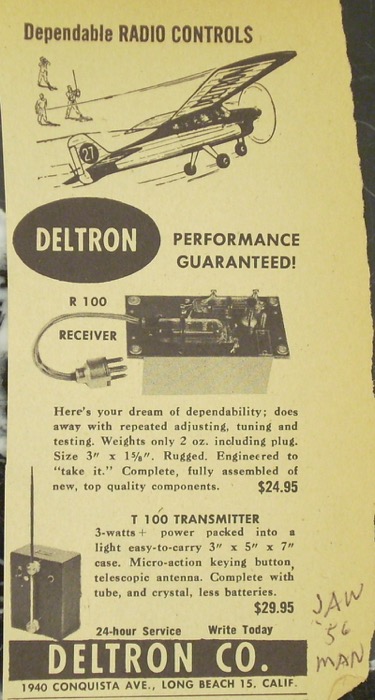 Dependable RADIO CONTROLS
27
DELTRON
PERFORMANCE
GUARANTEED!
R 100
RECEIVER
Here's your dream of dependability; does
away with repeated adjusting, tuning and
testing. Weights only 2 oz. including plug.
Size 3" x 1⅝". Rugged. Engineered to
"take it." Complete, fully assembled of
new, top quality components. $24.95
T 100 TRANSMITTER
3-watts+ power packed into a
light easy-to-carry 3" x 5" x 7"
case. Micro-action keying button,
telescopic antenna. Complete with
tube, and crystal, less batteries.
$29.95
24-hour Service Write Today
DELTRON CO.
1940 CONQUISTA AVE., LONG BEACH 15, CALIF.
JAW
'56
MAN